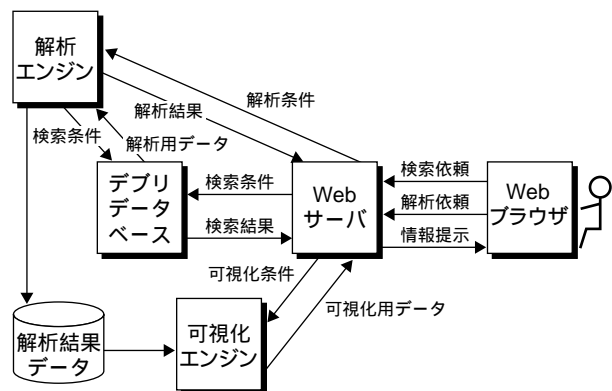 解析
エンジン
解析条件
解析結果
検索条件
解析用データ
デブリ
データ
ベース
検索条件
検索結果
Web
サーバ
検索依頼
解析依頼
情報提示
Web
ブラウザ
可視化条件
可視化用データ
解析結果
データ
可視化
エンジン